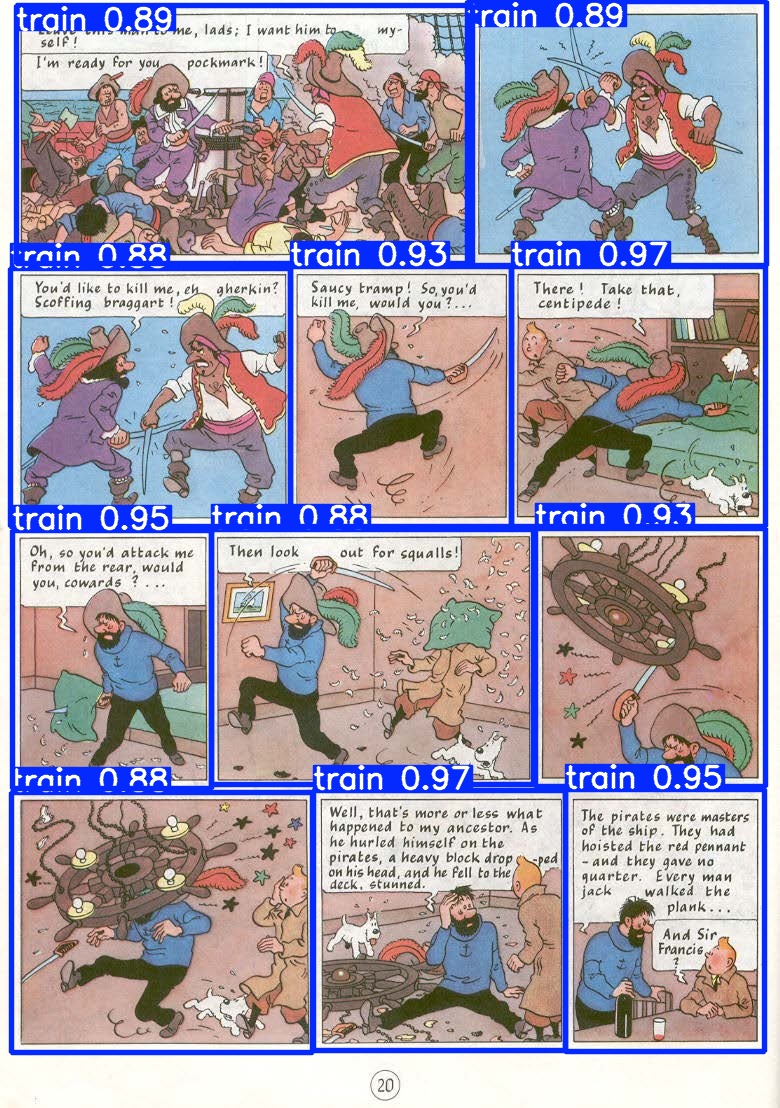 train 0.89
Leave this man to me, lads; I want him to my-
self!
I'm ready for you pockmark!
train 0.89
train 0.88
You'd like to kill me, eh gherkin?
Scoffing braggart!
train 0.93
Saucy tramp! So, you'd
kill me, would you?...
train 0.97
There! Take that,
centipede!
train 0.95
Oh, so you'd attack me
from the rear, would
you, cowards?...
train 0.88
Then look out for squalls!
train 0.93
train 0.88
train 0.97
Well, that's more or less what
happened to my ancestor. As
he hurled himself on the
pirates, a heavy block drop -ped
on his head, and he fell to the
deck, stunned.
train 0.95
The pirates were masters
of the ship. They had
hoisted the red pennant
- and they gave no
quarter. Every man
jack walked the
plank...
And Sir
Francis
?
20